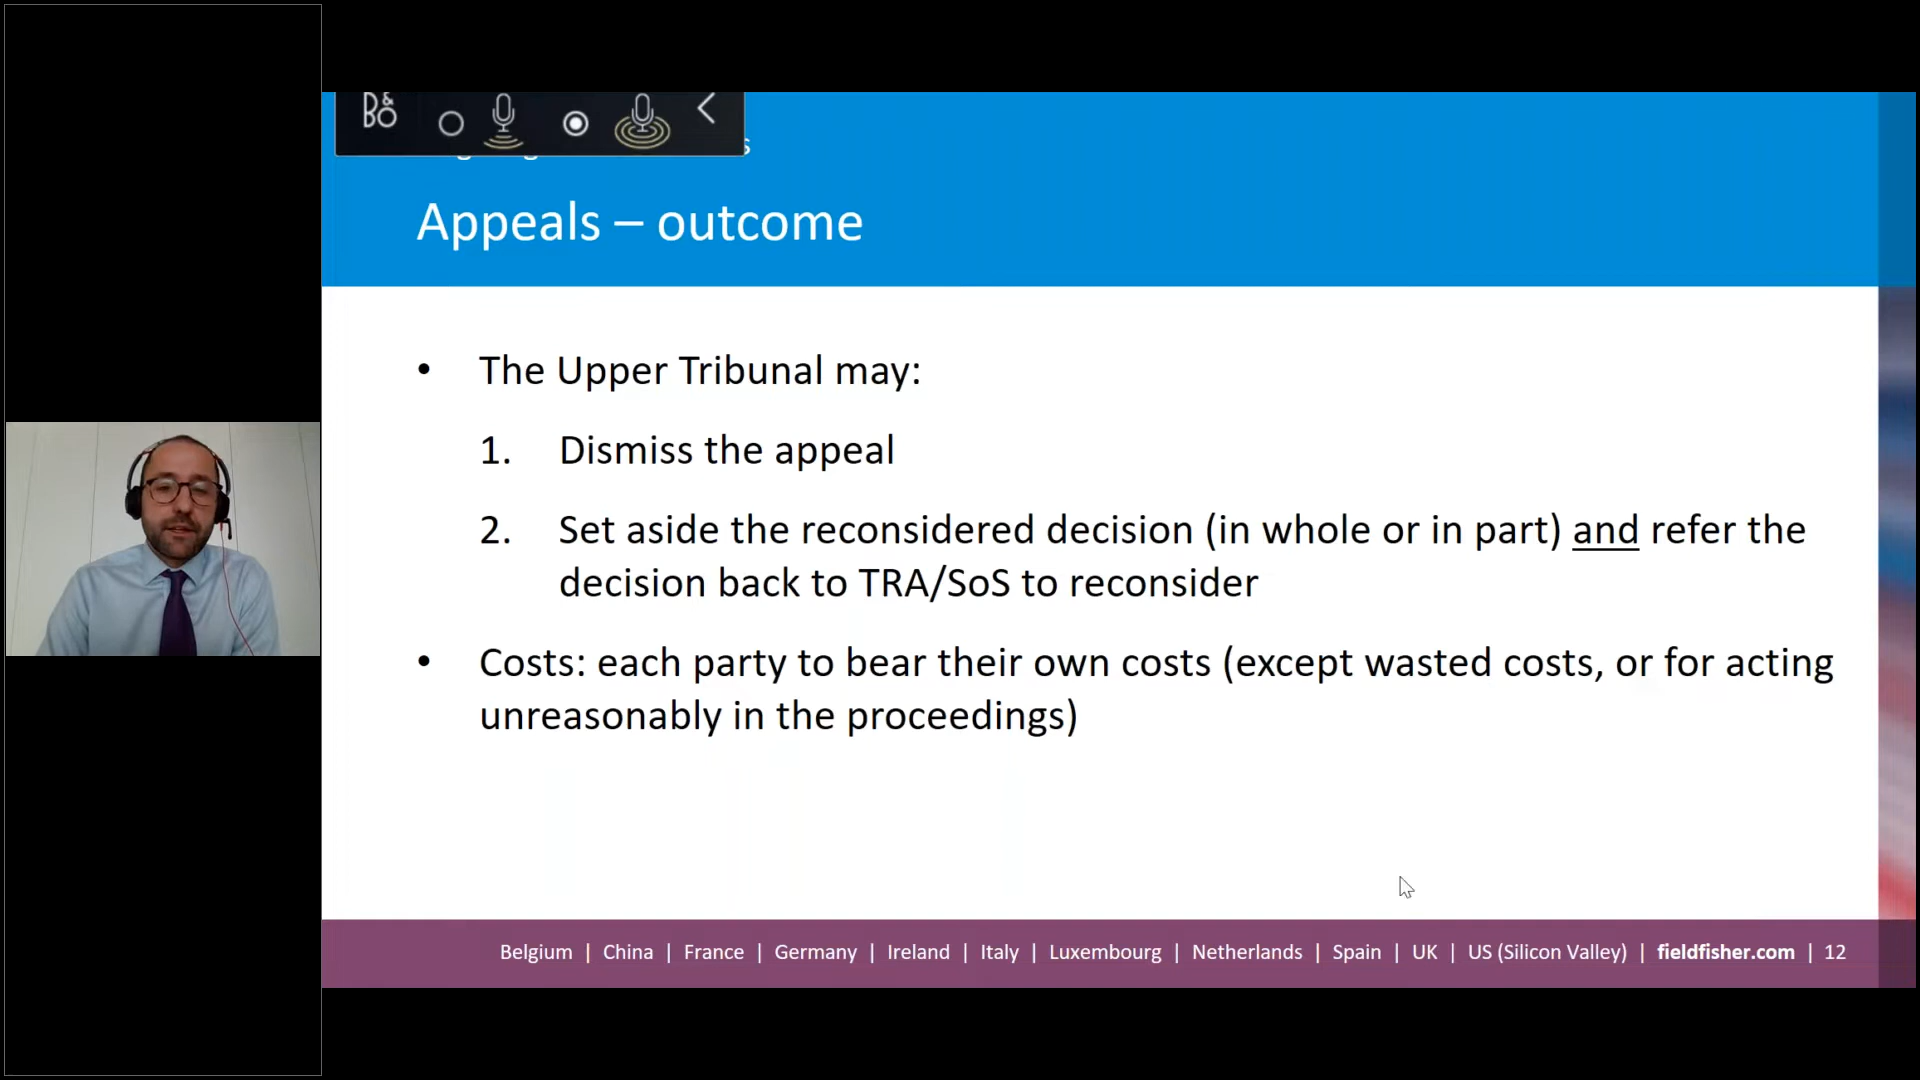 B&O
Appeals – outcome
• The Upper Tribunal may:
1. Dismiss the appeal
2. Set aside the reconsidered decision (in whole or in part) and refer the
decision back to TRA/SoS to reconsider
• Costs: each party to bear their own costs (except wasted costs, or for acting
unreasonably in the proceedings)
Belgium | China | France | Germany | Ireland | Italy | Luxembourg | Netherlands | Spain | UK | US (Silicon Valley) | fieldfisher.com | 12